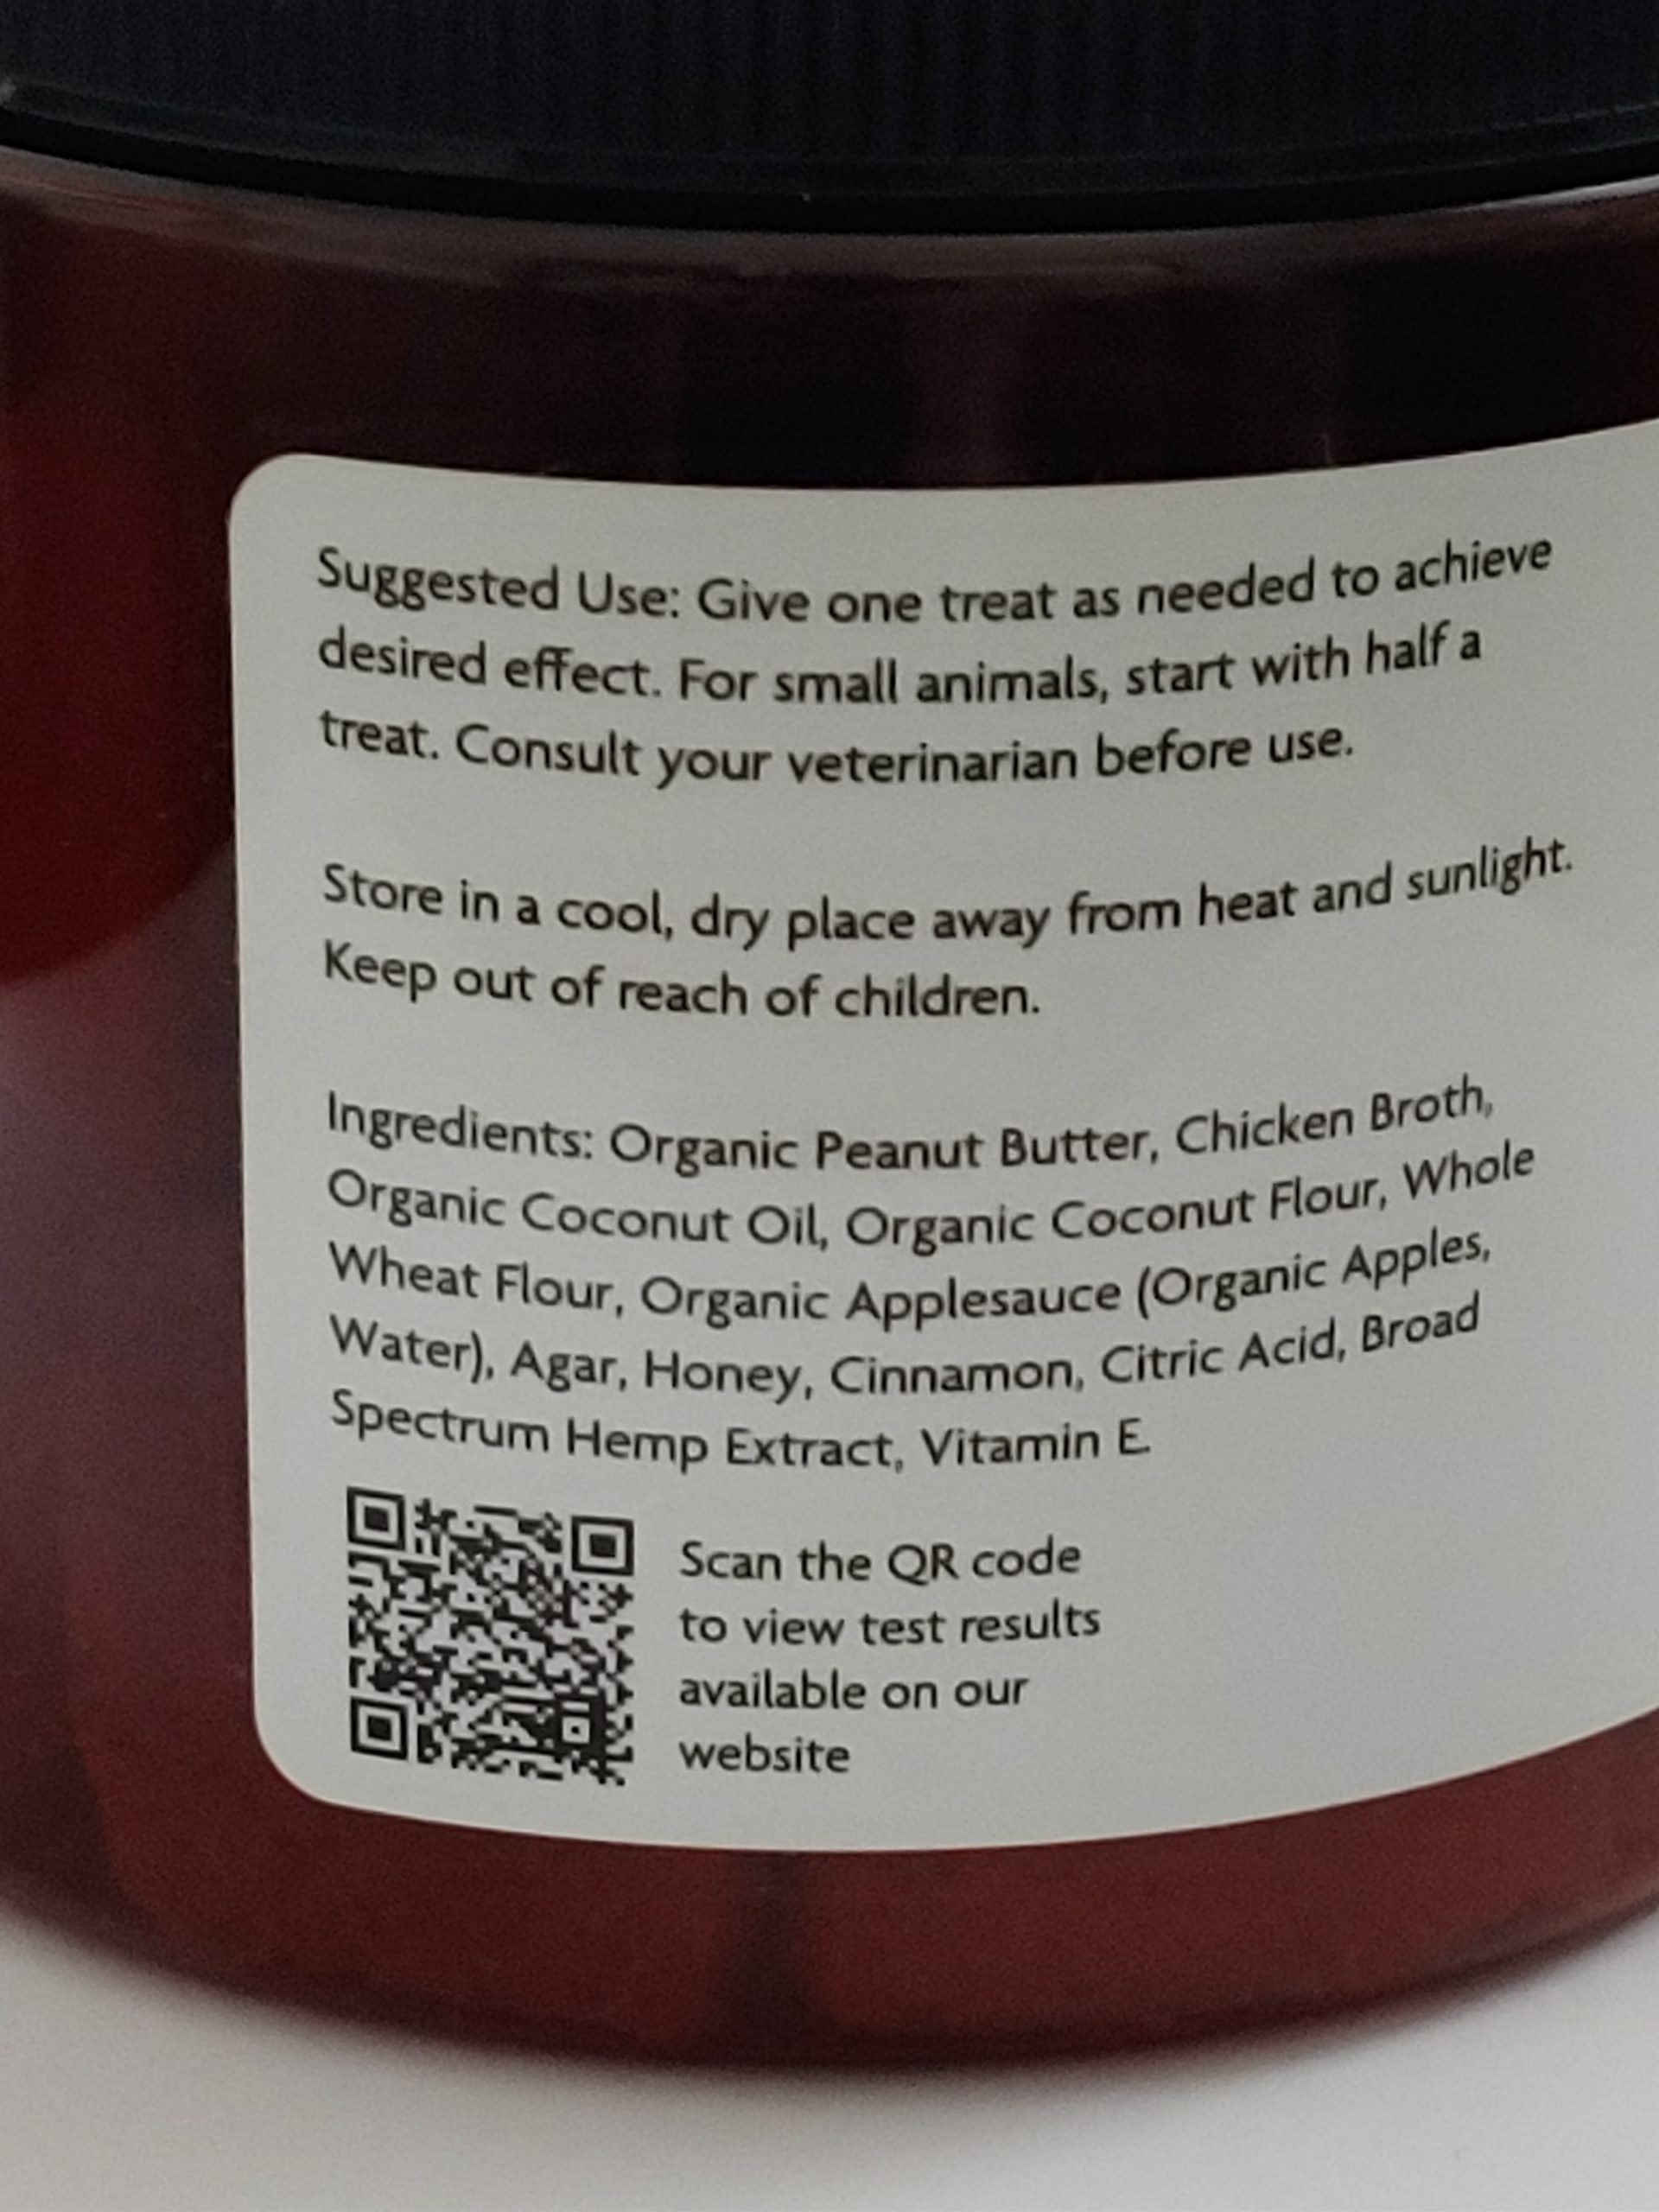 Suggested Use: Give one treat as needed to achieve
desired effect. For small animals, start with half a
treat. Consult your veterinarian before use.
Store in a cool, dry place away from heat and sunlight.
Keep out of reach of children.
Ingredients: Organic Peanut Butter, Chicken Broth,
Organic Coconut Oil, Organic Coconut Flour, Whole
Wheat Flour, Organic Applesauce (Organic Apples,
Water), Agar, Honey, Cinnamon, Citric Acid, Broad
Spectrum Hemp Extract, Vitamin E.
Scan the QR code
to view test results
available on our
website